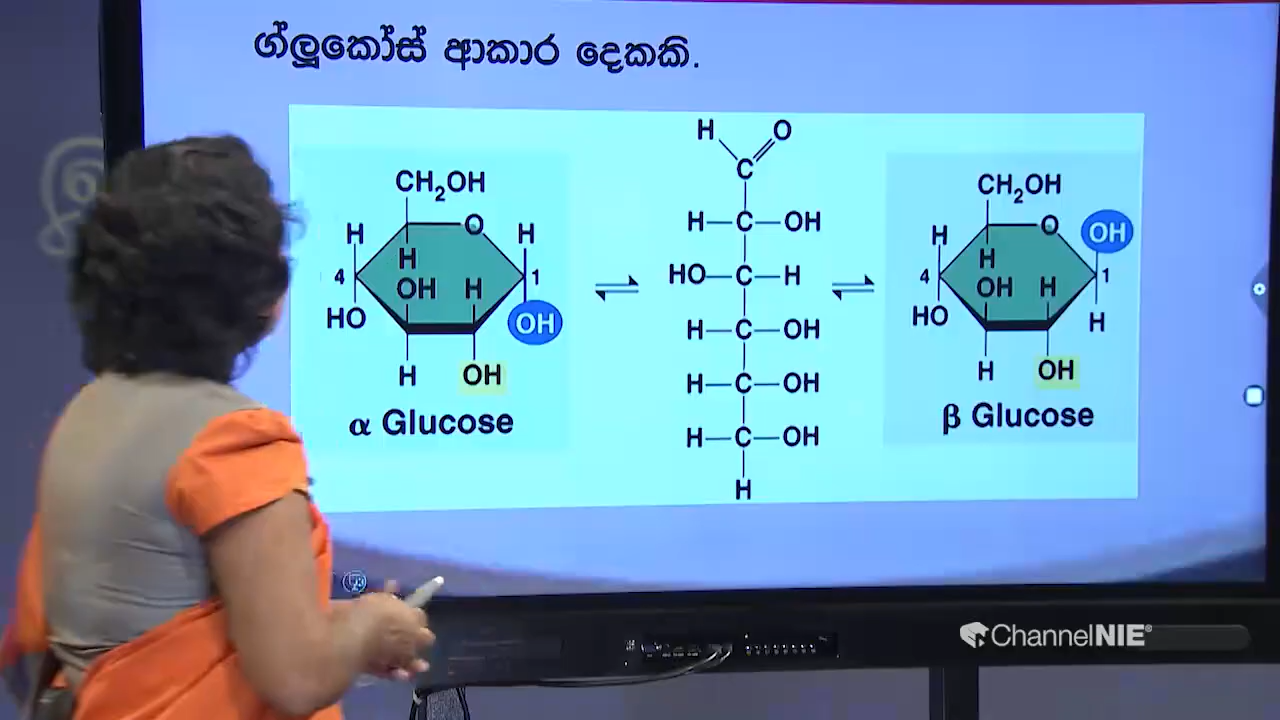 ග්ලූකෝස් ආකාර දෙකකි.
CH₂OH
O
H
H
H
4
1
OH
H
HO
OH
H
OH
α Glucose
H
O
C
H—C—OH
HO—C—H
H—C—OH
H—C—OH
H—C—OH
H
CH₂OH
O
OH
H
H
4
1
OH
H
HO
H
H
OH
β Glucose
ChannelNIE®